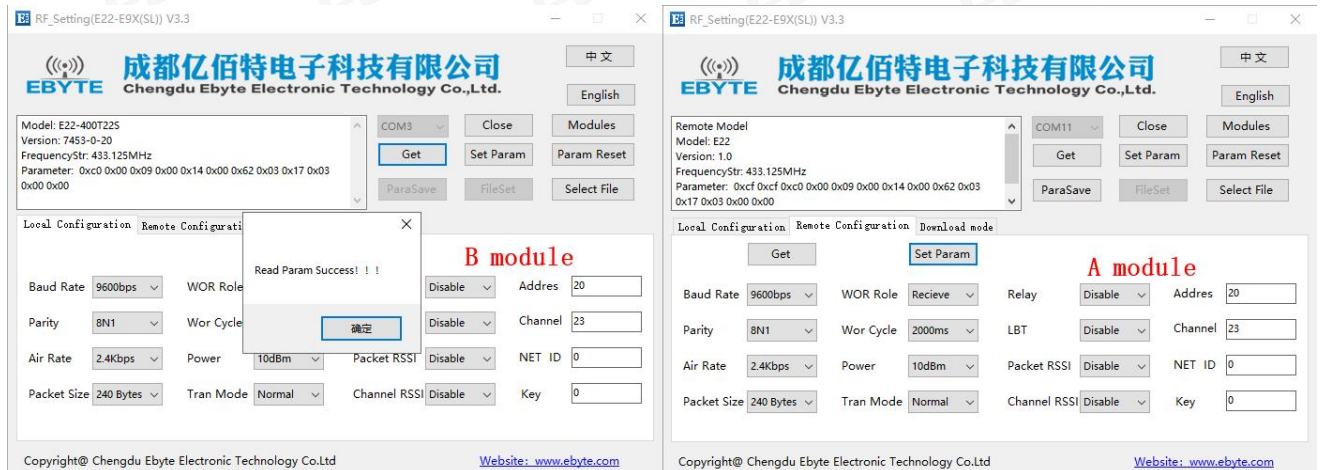 RF_Setting(E22-E9X(SL)) V3.3
EBYTE
成都亿佰特电子科技有限公司
Chengdu Ebyte Electronic Technology Co.,Ltd.
中文
English
Model: E22-400T22S
Version: 7453-0-20
FrequencyStr: 433.125MHz
Parameter: 0xc0 0x00 0x09 0x00 0x14 0x00 0x62 0x03 0x17 0x03
0x00 0x00
COM3 Close Modules
Get Set Param Param Reset
ParaSave FileSet Select File
Local Configuration Remote Configurati
Read Param Success! ! !
确定
B module
Baud Rate 9600bps WOR Role Disable Addres 20
Parity 8N1 Wor Cycle Disable Channel 23
Air Rate 2.4Kbps Power 10dBm Packet RSSI Disable NET ID 0
Packet Size 240 Bytes Tran Mode Normal Channel RSSI Disable Key 0
Copyright@ Chengdu Ebyte Electronic Technology Co.Ltd Website: www.ebyte.com
RF_Setting(E22-E9X(SL)) V3.3
EBYTE
成都亿佰特电子科技有限公司
Chengdu Ebyte Electronic Technology Co.,Ltd.
中文
English
Remote Model
Model: E22
Version: 1.0
FrequencyStr: 433.125MHz
Parameter: 0xcf 0xcf 0xc0 0x00 0x09 0x00 0x14 0x00 0x62 0x03
0x17 0x03 0x00 0x00
COM11 Close Modules
Get Set Param Param Reset
ParaSave FileSet Select File
Local Configuration Remote Configuration Download mode
Get Set Param
A module
Baud Rate 9600bps WOR Role Recieve Relay Disable Addres 20
Parity 8N1 Wor Cycle 2000ms LBT Disable Channel 23
Air Rate 2.4Kbps Power 10dBm Packet RSSI Disable NET ID 0
Packet Size 240 Bytes Tran Mode Normal Channel RSSI Disable Key 0
Copyright@ Chengdu Ebyte Electronic Technology Co.Ltd Website: www.ebyte.com